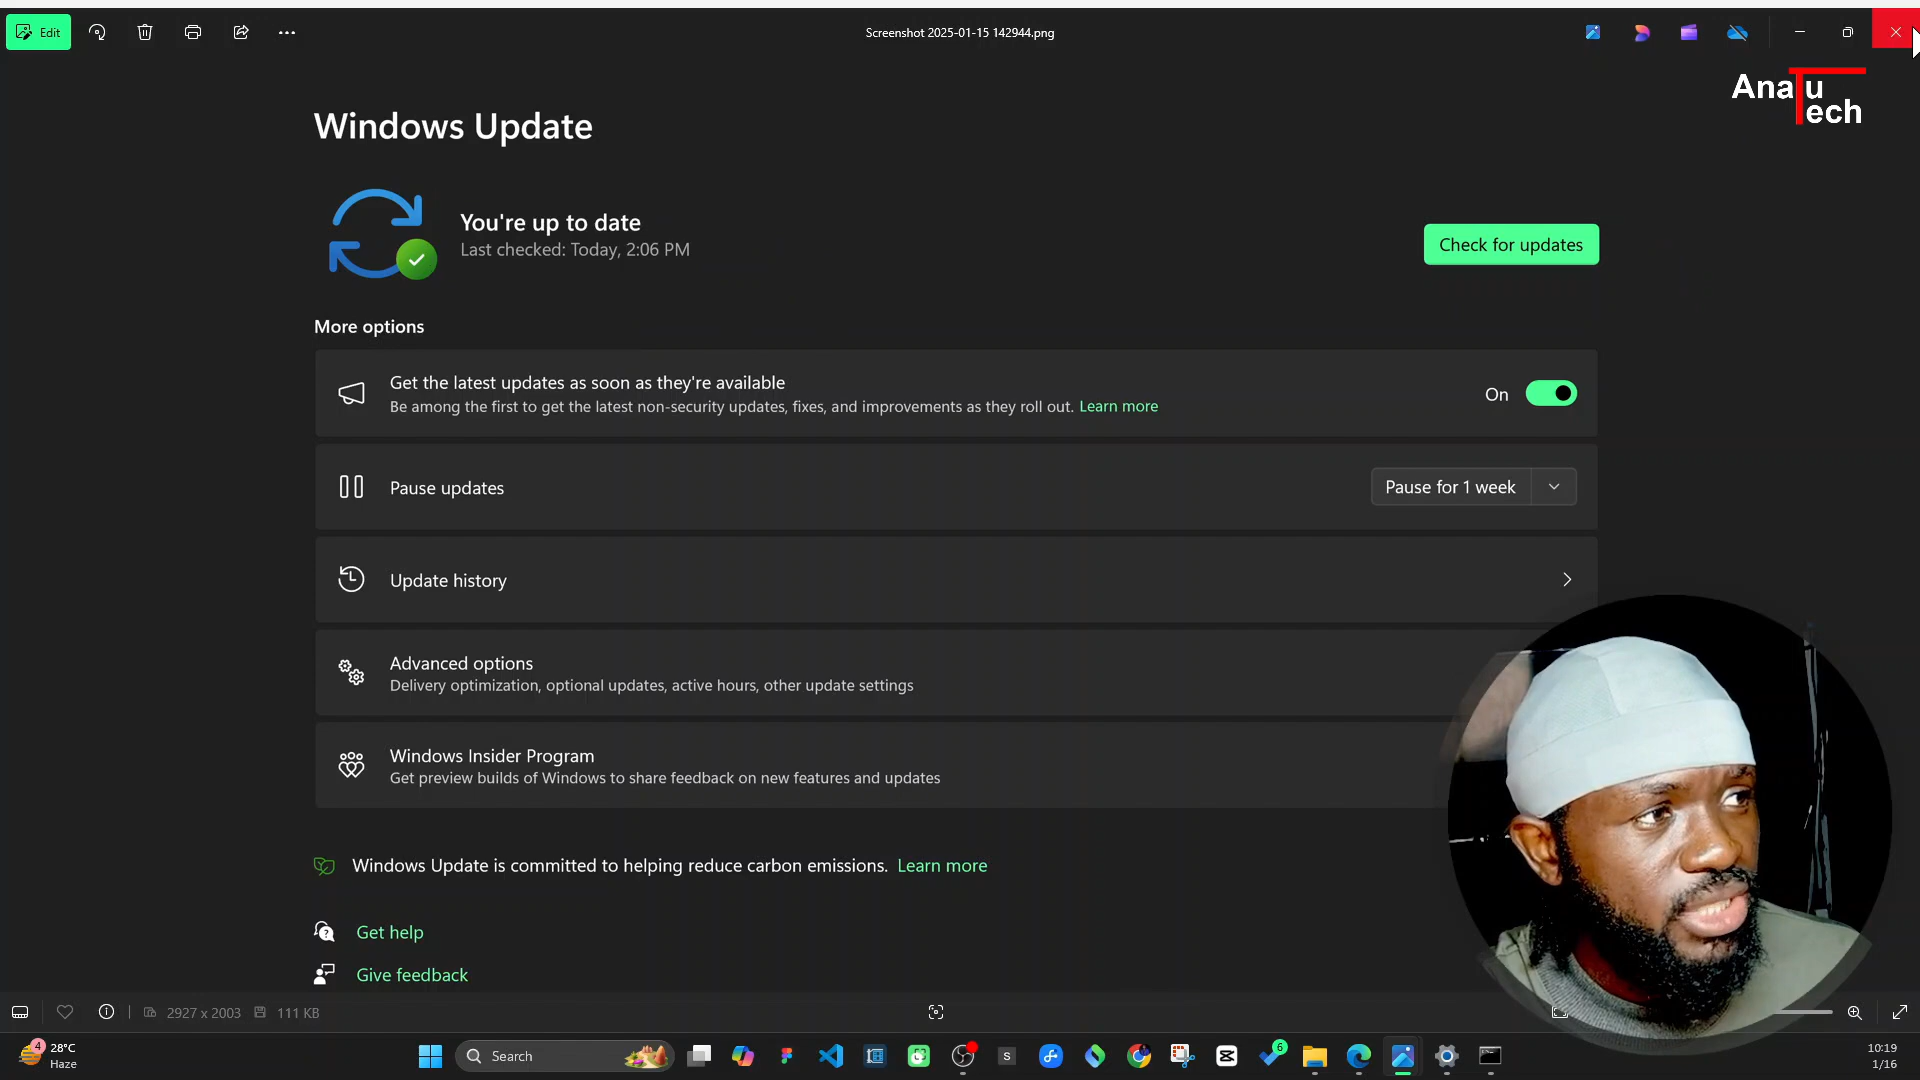 Edit
Screenshot 2025-01-15 142944.png
AnaTu
Tech
Windows Update
You're up to date
Last checked: Today, 2:06 PM
Check for updates
More options
Get the latest updates as soon as they're available
Be among the first to get the latest non-security updates, fixes, and improvements as they roll out. Learn more
On
Pause updates
Pause for 1 week
Update history
Advanced options
Delivery optimization, optional updates, active hours, other update settings
Windows Insider Program
Get preview builds of Windows to share feedback on new features and updates
Windows Update is committed to helping reduce carbon emissions. Learn more
Get help
Give feedback
2927 x 2003 111 KB
4
28°C
Haze
Search
S
6
10:19
1/16